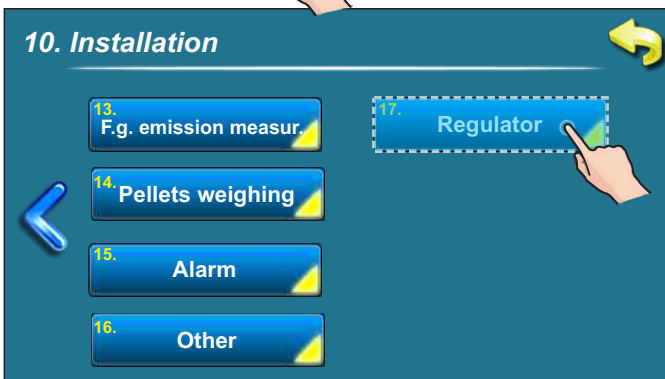 10. Installation
13.
F.g. emission measur.
14.
Pellets weighing
15.
Alarm
16.
Other
17.
Regulator